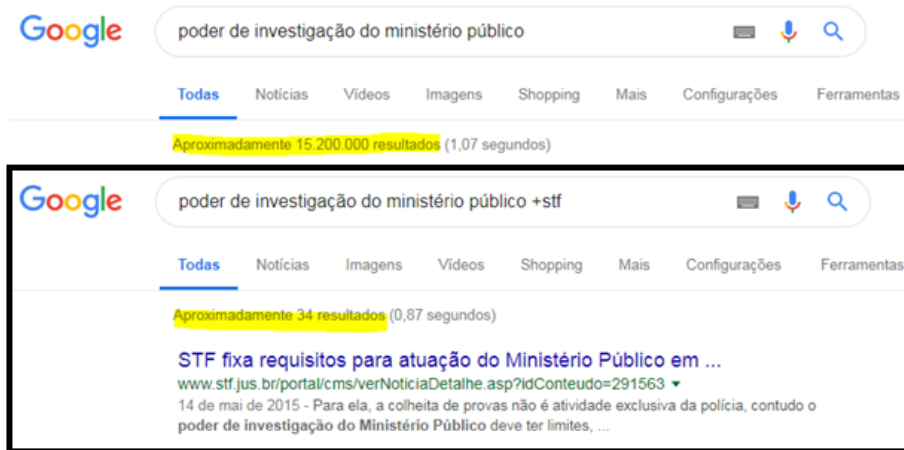 Google poder de investigação do ministério público
Todas Notícias Vídeos Imagens Shopping Mais Configurações Ferramentas
Aproximadamente 15.200.000 resultados (1,07 segundos)
Google poder de investigação do ministério público +stf
Todas Notícias Imagens Vídeos Shopping Mais Configurações Ferramentas
Aproximadamente 34 resultados (0,87 segundos)
STF fixa requisitos para atuação do Ministério Público em ...
www.stf.jus.br/portal/cms/verNoticiaDetalhe.asp?idConteudo=291563
14 de mai de 2015 - Para ela, a colheita de provas não é atividade exclusiva da polícia, contudo o
poder de investigação do Ministério Público deve ter limites, ...